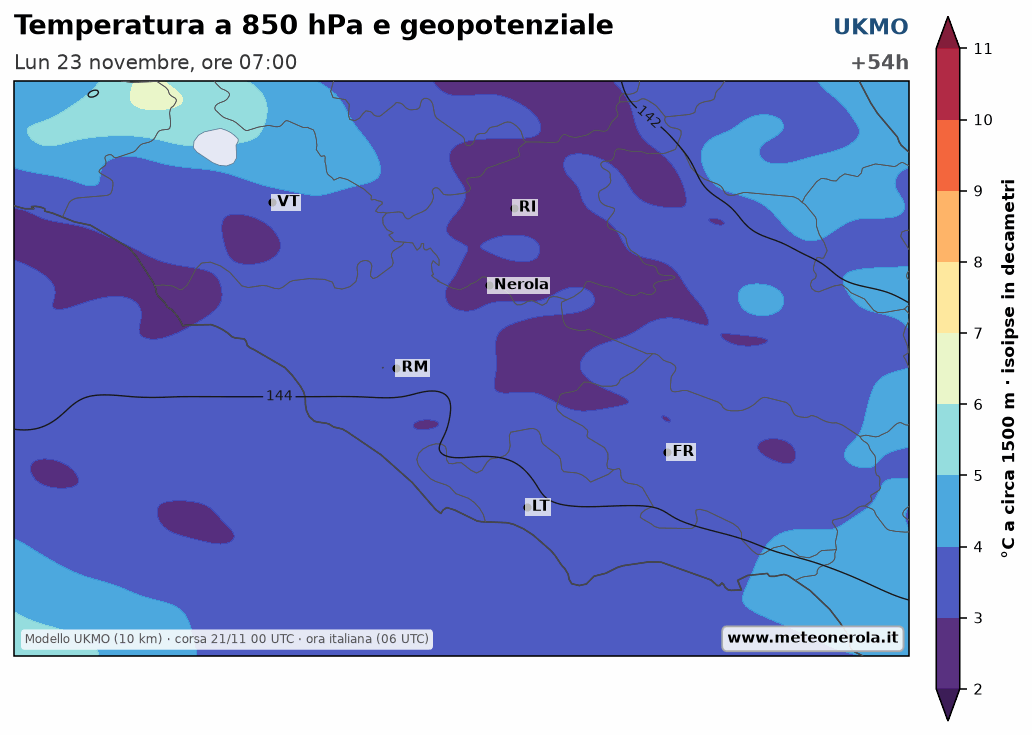 Temperatura a 850 hPa e geopotenziale
UKMO
Lun 23 novembre, ore 07:00
+54h
142
VT
RI
Nerola
RM
144
FR
LT
Modello UKMO (10 km) · corsa 21/11 00 UTC · ora italiana (06 UTC)
www.meteonerola.it
11
10
9
8
7
6
5
4
3
2
°C a circa 1500 m · isoipse in decametri